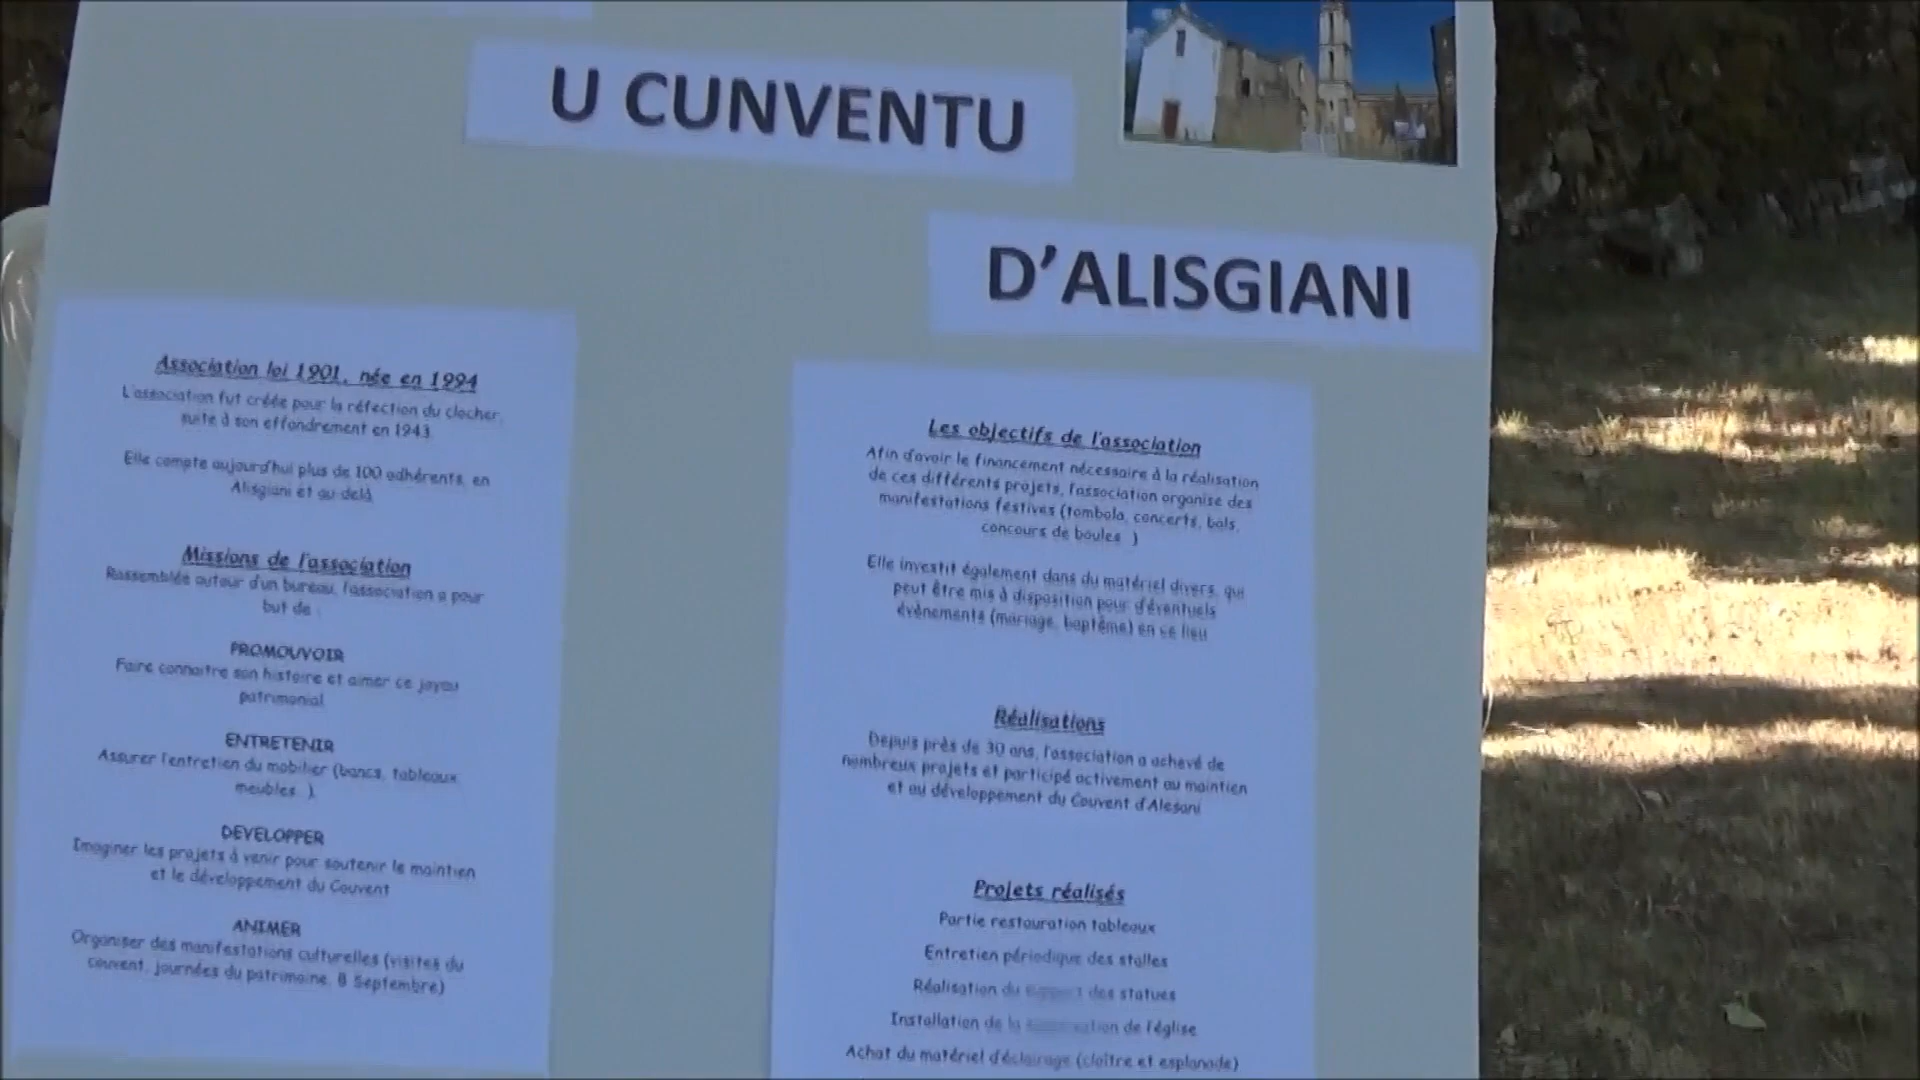 U CUNVENTU
D'ALISGIANI
Association loi 1901, née en 1994
L'association fut créée pour la réfection du clocher,
suite à son effondrement en 1943.
Elle compte aujourd'hui plus de 100 adhérents, en
Alisgiani et au-delà.
Missions de l'association
Rassemblée autour d'un bureau, l'association a pour
but de :
PROMOUVOIR
Faire connaitre son histoire et aimer ce joyau
patrimonial
ENTRETENIR
Assurer l'entretien du mobilier (bancs, tableaux,
meubles...).
DEVELOPPER
Imaginer les projets à venir pour soutenir le maintien
et le développement du Couvent
ANIMER
Organiser des manifestations culturelles (visites du
couvent, journées du patrimoine, 8 Septembre)
Les objectifs de l'association
Afin d'avoir le financement nécessaire à la réalisation
de ces différents projets, l'association organise des
manifestations festives (tombola, concerts, bals,
concours de boules...)
Elle investit également dans du matériel divers, qui
peut être mis à disposition pour d'éventuels
évènements (mariage, baptême) en ce lieu.
Réalisations
Depuis près de 30 ans, l'association a achevé de
nombreux projets et participé activement au maintien
et au développement du Couvent d'Alesani
Projets réalisés
Partie restauration tableaux
Entretien périodique des stalles
Réalisation du support des statues
Installation de la de l'église
Achat du matériel d'éclairage (cloître et esplanade)